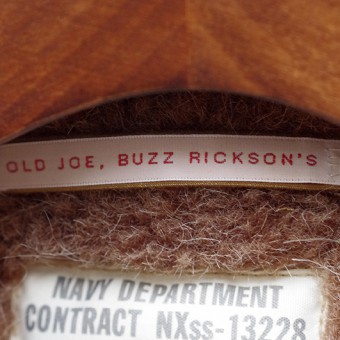 OLD JOE, BUZZ RICKSON'S
NAVY DEPARTMENT
CONTRACT NXss-13228